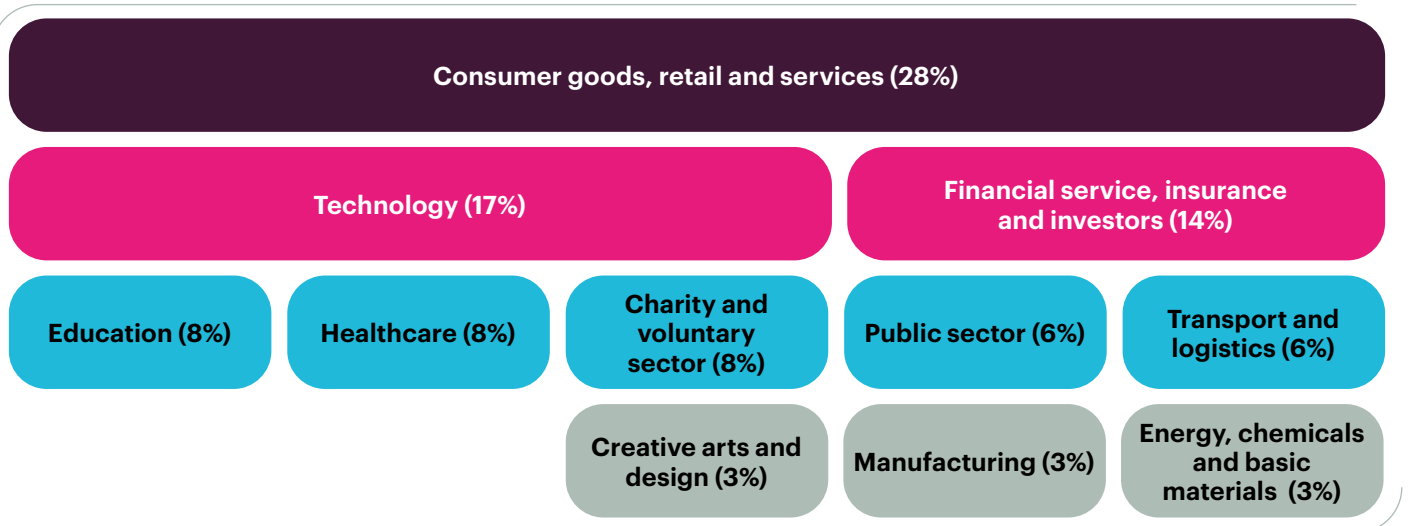 Consumer goods, retail and services (28%)
Technology (17%)
Financial service, insurance
and investors (14%)
Education (8%)
Healthcare (8%)
Charity and
voluntary
sector (8%)
Public sector (6%)
Transport and
logistics (6%)
Creative arts and
design (3%)
Manufacturing (3%)
Energy, chemicals
and basic
materials (3%)